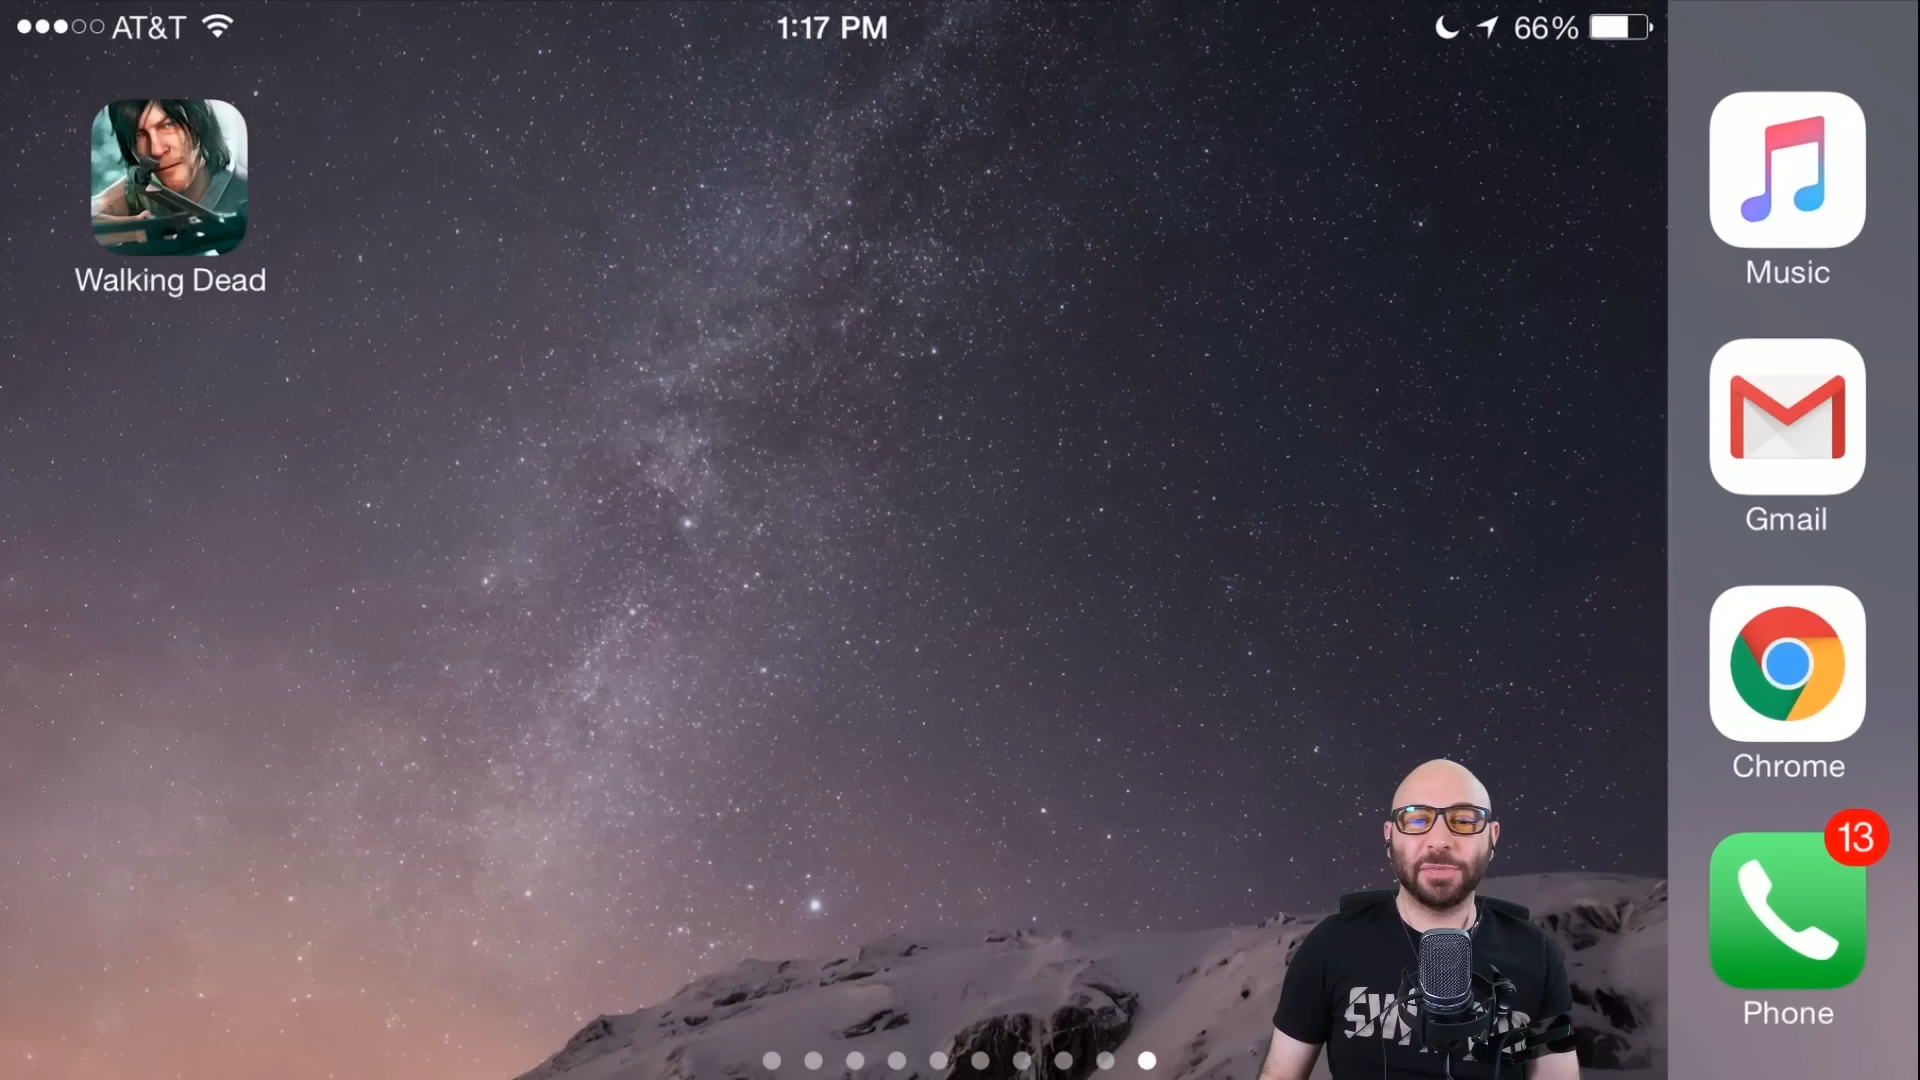 AT&T
1:17 PM
66%
Walking Dead
Music
Gmail
Chrome
13
Phone